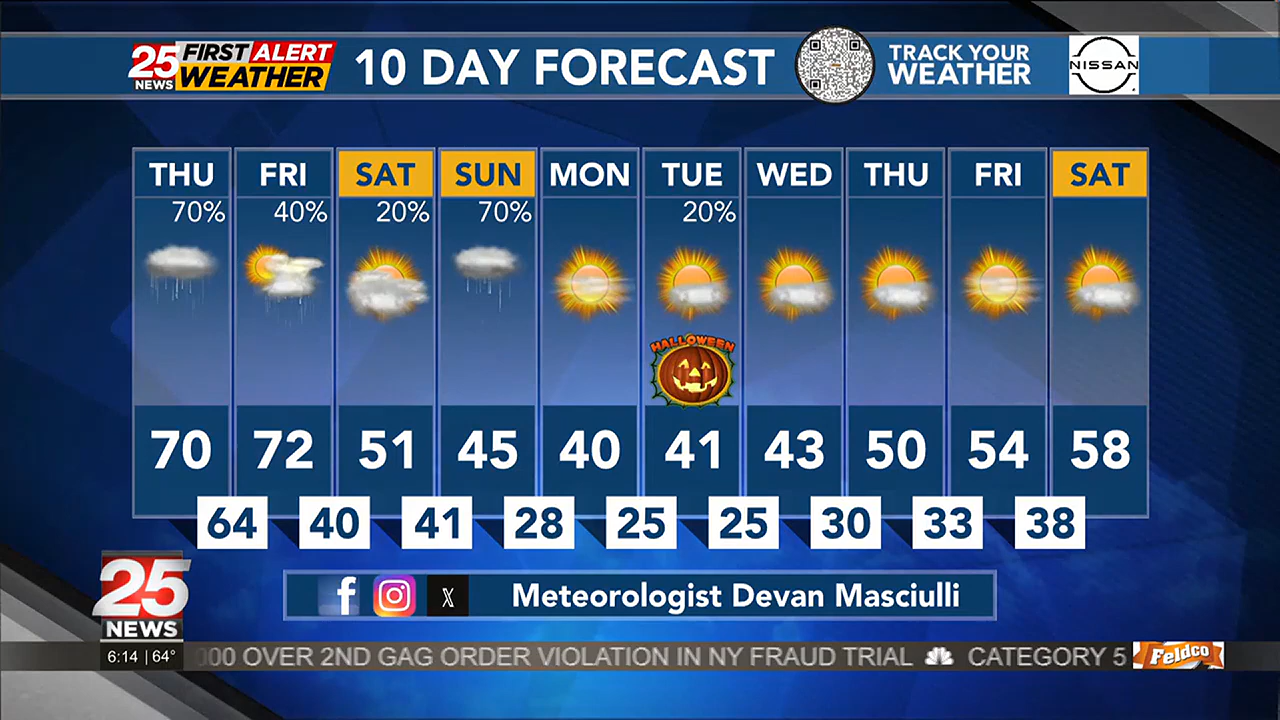 25 NEWS FIRST ALERT WEATHER
10 DAY FORECAST
TRACK YOUR
WEATHER
NISSAN
THU FRI SAT SUN MON TUE WED THU FRI SAT
70% 40% 20% 70% 20%
HALLOWEEN
70 72 51 45 40 41 43 50 54 58
64 40 41 28 25 25 30 33 38
25
NEWS
f X Meteorologist Devan Masciulli
6:14 | 64° 000 OVER 2ND GAG ORDER VIOLATION IN NY FRAUD TRIAL CATEGORY 5 Feldco